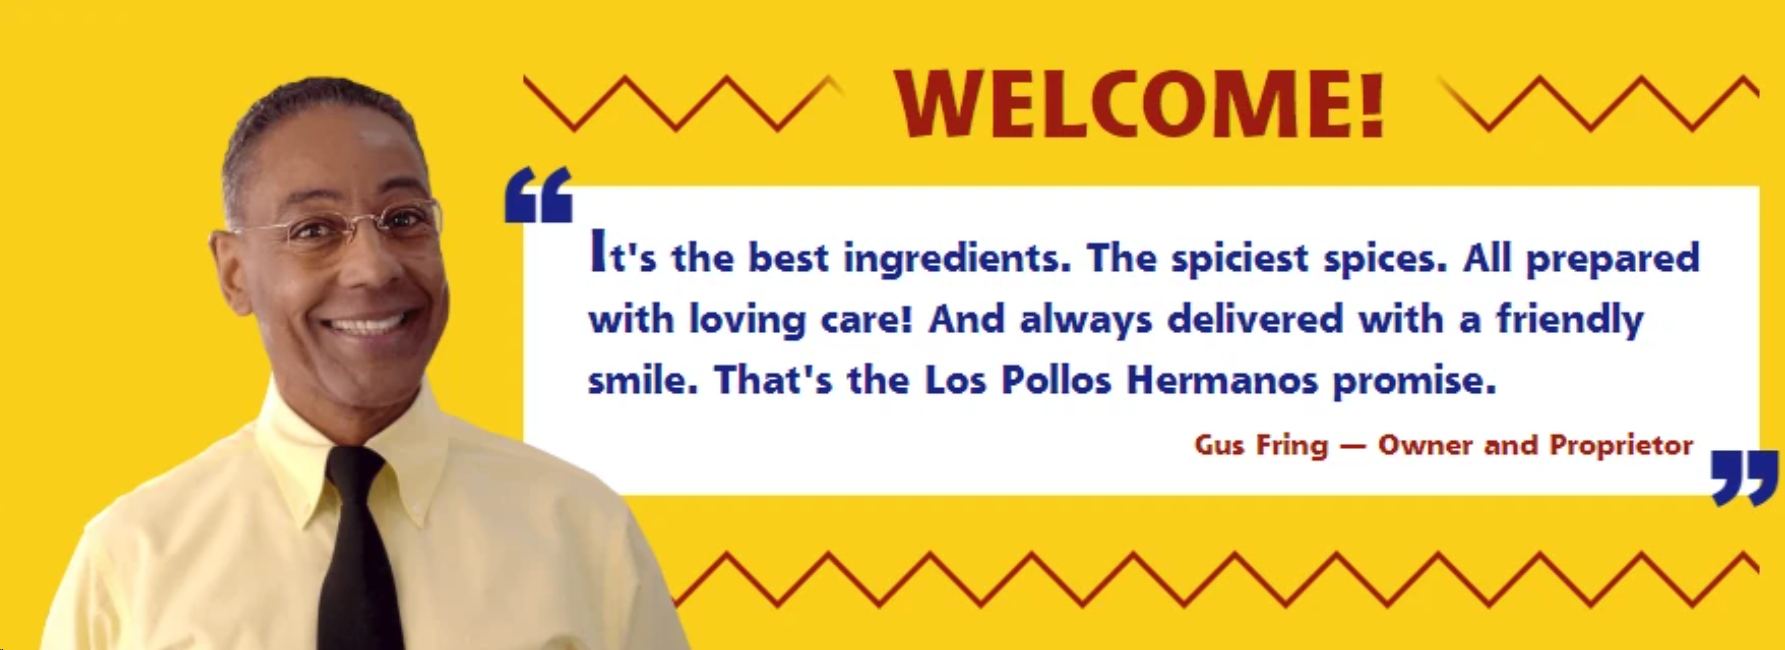 WELCOME!
“It's the best ingredients. The spiciest spices. All prepared
with loving care! And always delivered with a friendly
smile. That's the Los Pollos Hermanos promise.
Gus Fring — Owner and Proprietor”